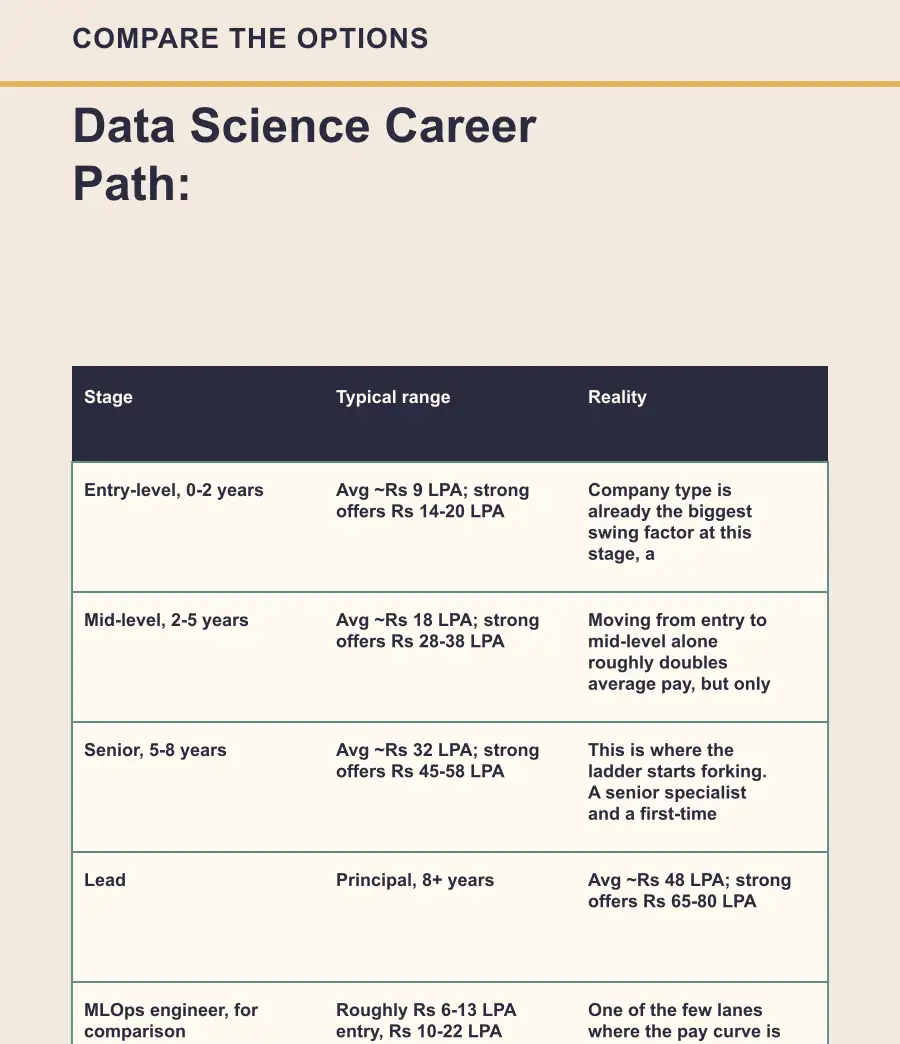 COMPARE THE OPTIONS
Data Science Career
Path:
Stage
Typical range
Reality
Entry-level, 0-2 years
Avg ~Rs 9 LPA; strong
offers Rs 14-20 LPA
Company type is
already the biggest
swing factor at this
stage, a
Mid-level, 2-5 years
Avg ~Rs 18 LPA; strong
offers Rs 28-38 LPA
Moving from entry to
mid-level alone
roughly doubles
average pay, but only
Senior, 5-8 years
Avg ~Rs 32 LPA; strong
offers Rs 45-58 LPA
This is where the
ladder starts forking.
A senior specialist
and a first-time
Lead
Principal, 8+ years
Avg ~Rs 48 LPA; strong
offers Rs 65-80 LPA
MLOps engineer, for
comparison
Roughly Rs 6-13 LPA
entry, Rs 10-22 LPA
One of the few lanes
where the pay curve is